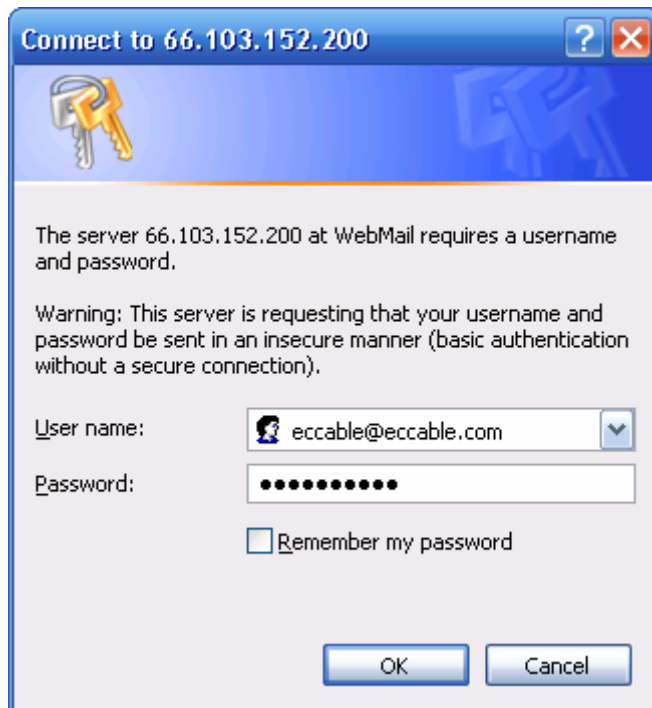 Connect to 66.103.152.200
The server 66.103.152.200 at WebMail requires a username
and password.
Warning: This server is requesting that your username and
password be sent in an insecure manner (basic authentication
without a secure connection).
User name:
eccable@eccable.com
Password:
••••••••••
Remember my password
OK
Cancel